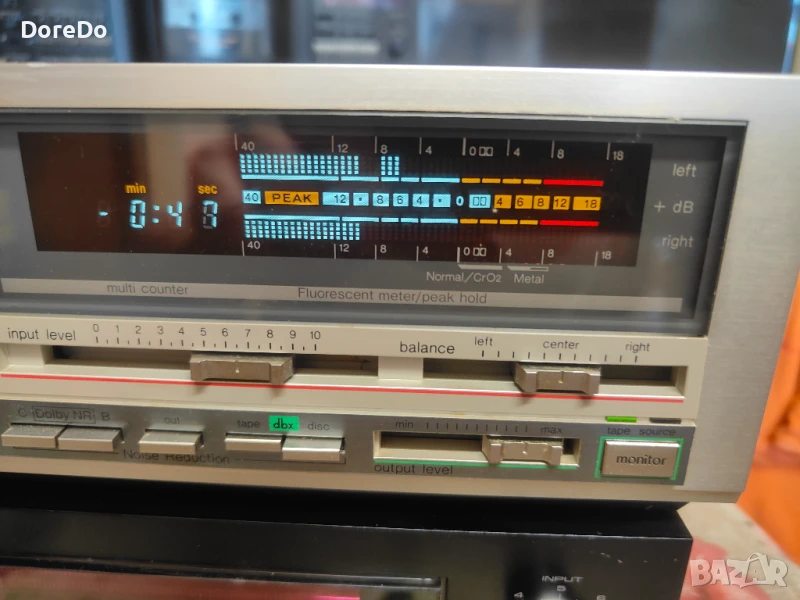 DoreDo
40 12 8 4 0 4 8 18
left
min sec
- 0:47
40 PEAK 12 • 8 6 4 • 0 4 6 8 12 18
+ dB
right
40 12 8 4 0 4 8 18
Normal/CrO2 Metal
multi counter
Fluorescent meter/peak hold
input level 0 1 2 3 4 5 6 7 8 9 10
balance left center right
C Dolby NR B
out
tape dbx disc
Noise Reduction
min max
output level
tape source
monitor
INPUT
4 5 6
BAZAR